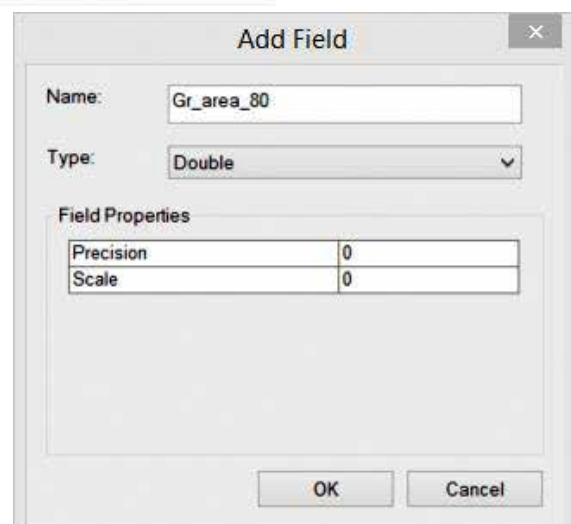 Add Field
Name: Gr_area_80
Type: Double
Field Properties
Precision 0
Scale 0
OK Cancel